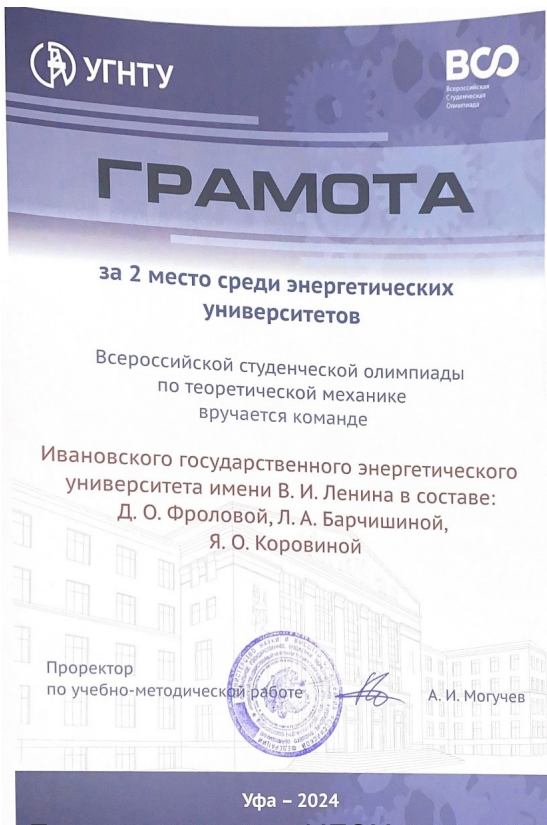 УГНТУ
ВСО
Всероссийская
Студенческая
Олимпиада
ГРАМОТА
за 2 место среди энергетических
университетов
Всероссийской студенческой олимпиады
по теоретической механике
вручается команде
Ивановского государственного энергетического
университета имени В. И. Ленина в составе:
Д. О. Фроловой, Л. А. Барчишиной,
Я. О. Коровиной
Проректор
по учебно-методической работе
А. И. Могучев
Уфа – 2024